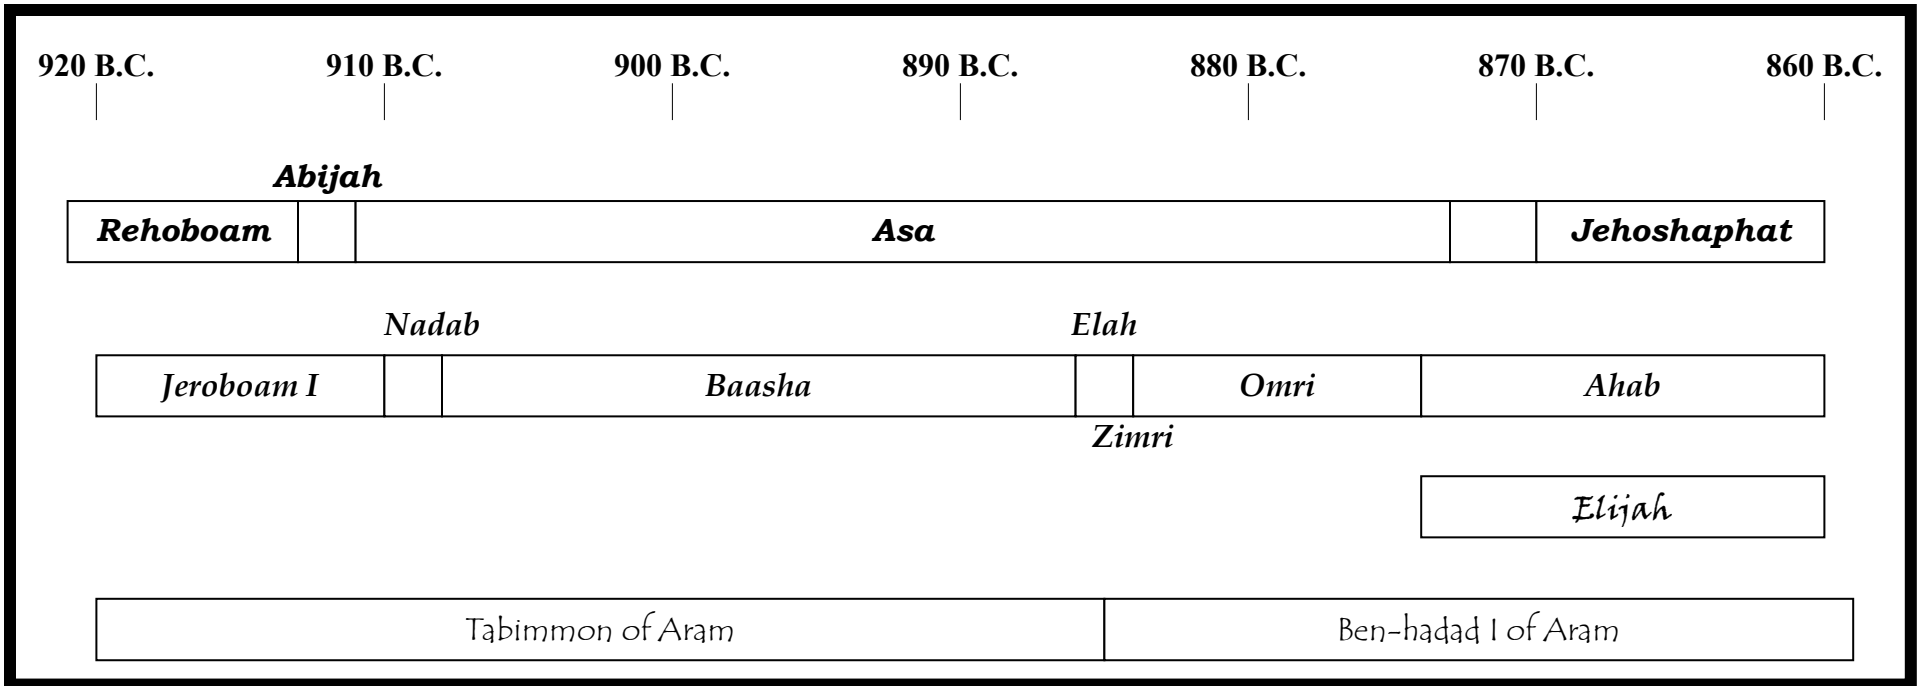 920 B.C. 910 B.C. 900 B.C. 890 B.C. 880 B.C. 870 B.C. 860 B.C.
Abijah
Rehoboam Asa Jehoshaphat
Nadab Elah
Jeroboam I Baasha Omri Ahab
Zimri
Elijah
Tabimmon of Aram Ben-hadad I of Aram